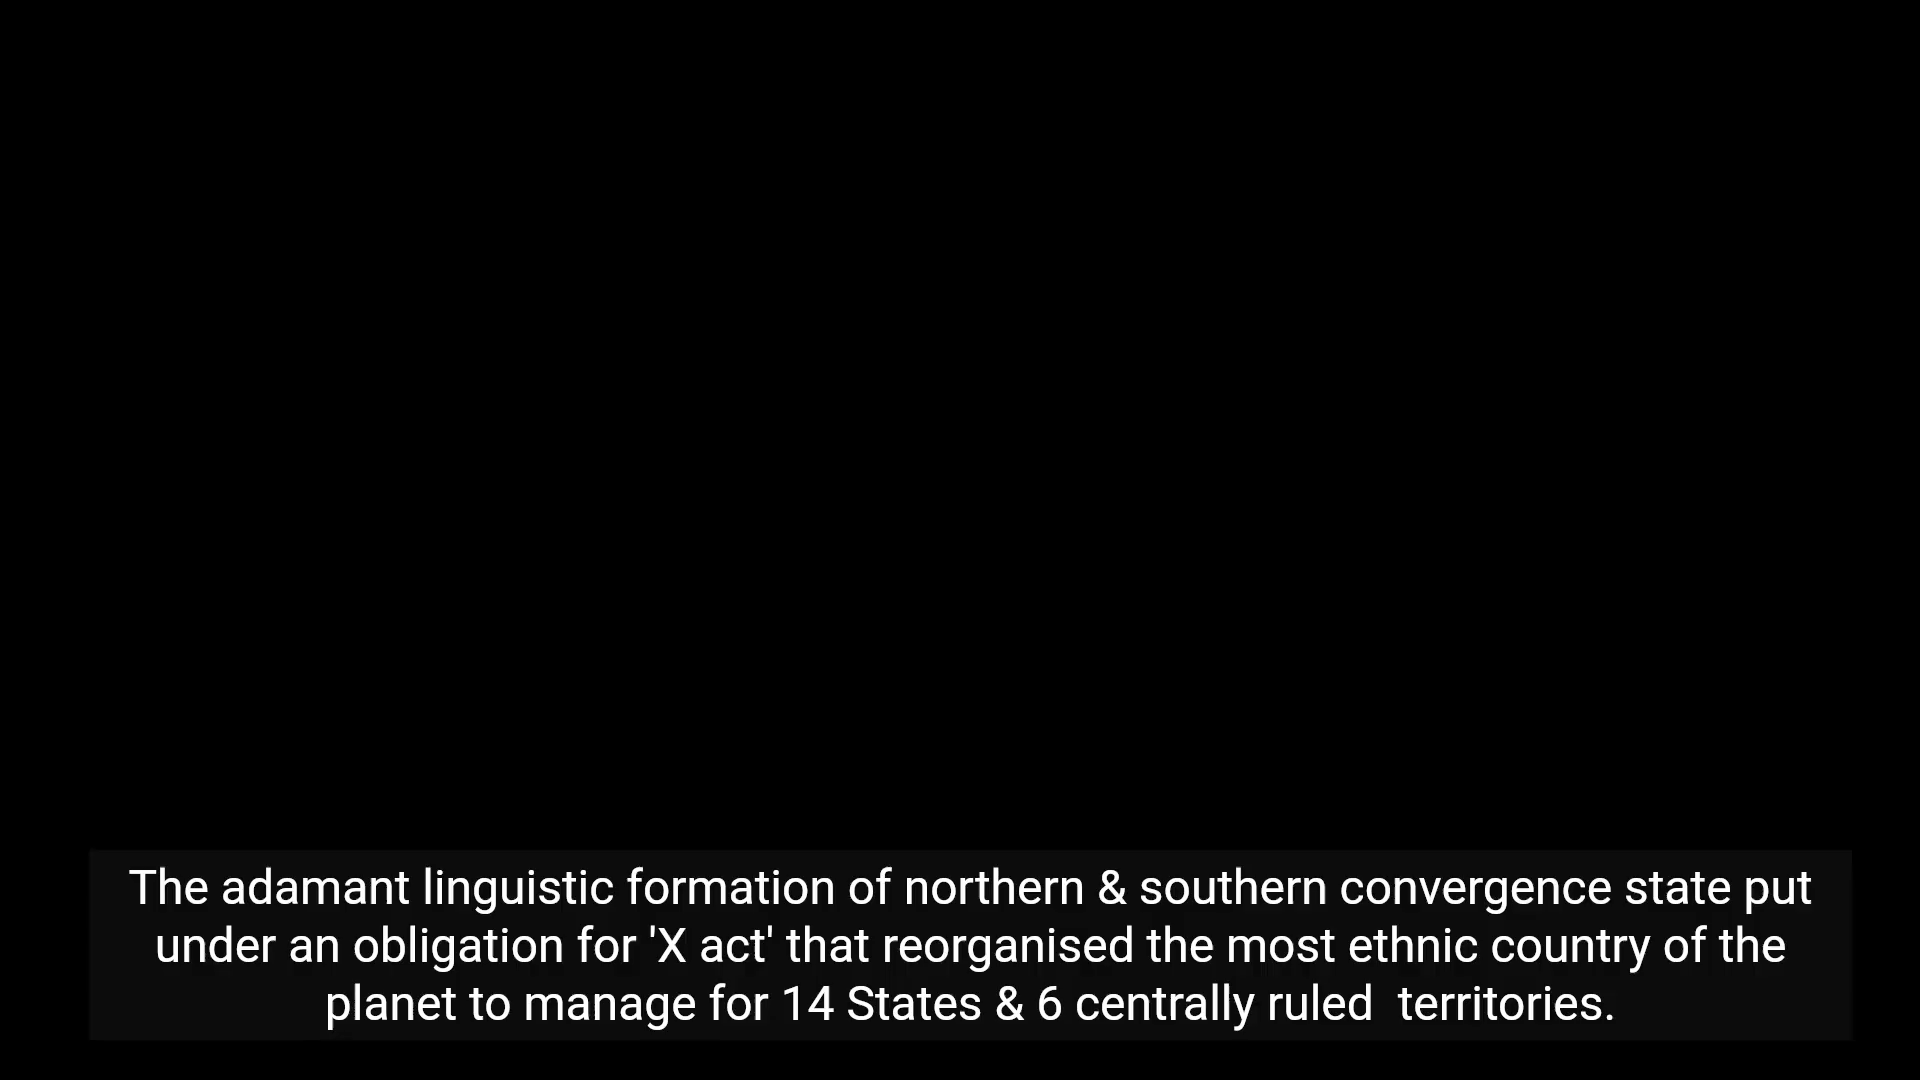 The adamant linguistic formation of northern & southern convergence state put
under an obligation for 'X act' that reorganised the most ethnic country of the
planet to manage for 14 States & 6 centrally ruled  territories.